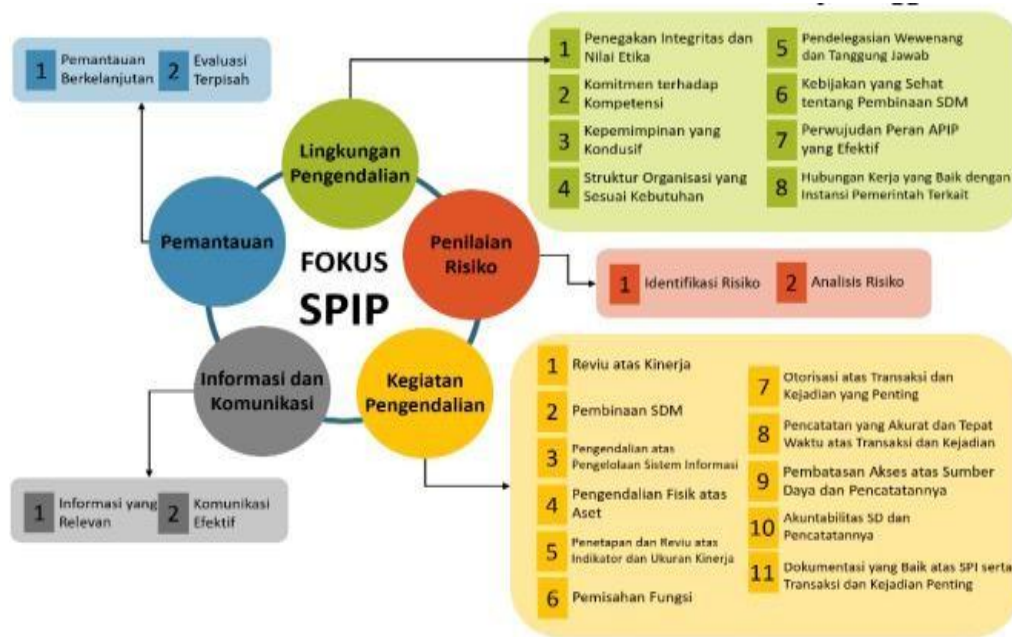 1 Pemantauan
Berkelanjutan
2 Evaluasi
Terpisah
Lingkungan
Pengendalian
1 Penegakan Integritas dan
Nilai Etika
2 Komitmen terhadap
Kompetensi
3 Kepemimpinan yang
Kondusif
4 Struktur Organisasi yang
Sesuai Kebutuhan
5 Pendelegasian Wewenang
dan Tanggung Jawab
6 Kebijakan yang Sehat
tentang Pembinaan SDM
7 Perwujudan Peran APIP
yang Efektif
8 Hubungan Kerja yang Baik dengan
Instansi Pemerintah Terkait
Pemantauan
FOKUS
SPIP
Penilaian
Risiko
1 Identifikasi Risiko
2 Analisis Risiko
Informasi dan
Komunikasi
Kegiatan
Pengendalian
1 Reviu atas Kinerja
2 Pembinaan SDM
3 Pengendalian atas
Pengelolaan Sistem Informasi
4 Pengendalian Fisik atas
Aset
5 Penetapan dan Reviu atas
Indikator dan Ukuran Kinerja
6 Pemisahan Fungsi
7 Otorisasi atas Transaksi dan
Kejadian yang Penting
8 Pencatatan yang Akurat dan Tepat
Waktu atas Transaksi dan Kejadian
9 Pembatasan Akses atas Sumber
Daya dan Pencatatannya
10 Akuntabilitas SD dan
Pencatatannya
11 Dokumentasi yang Baik atas SPI serta
Transaksi dan Kejadian Penting
1 Informasi yang
Relevan
2 Komunikasi
Efektif